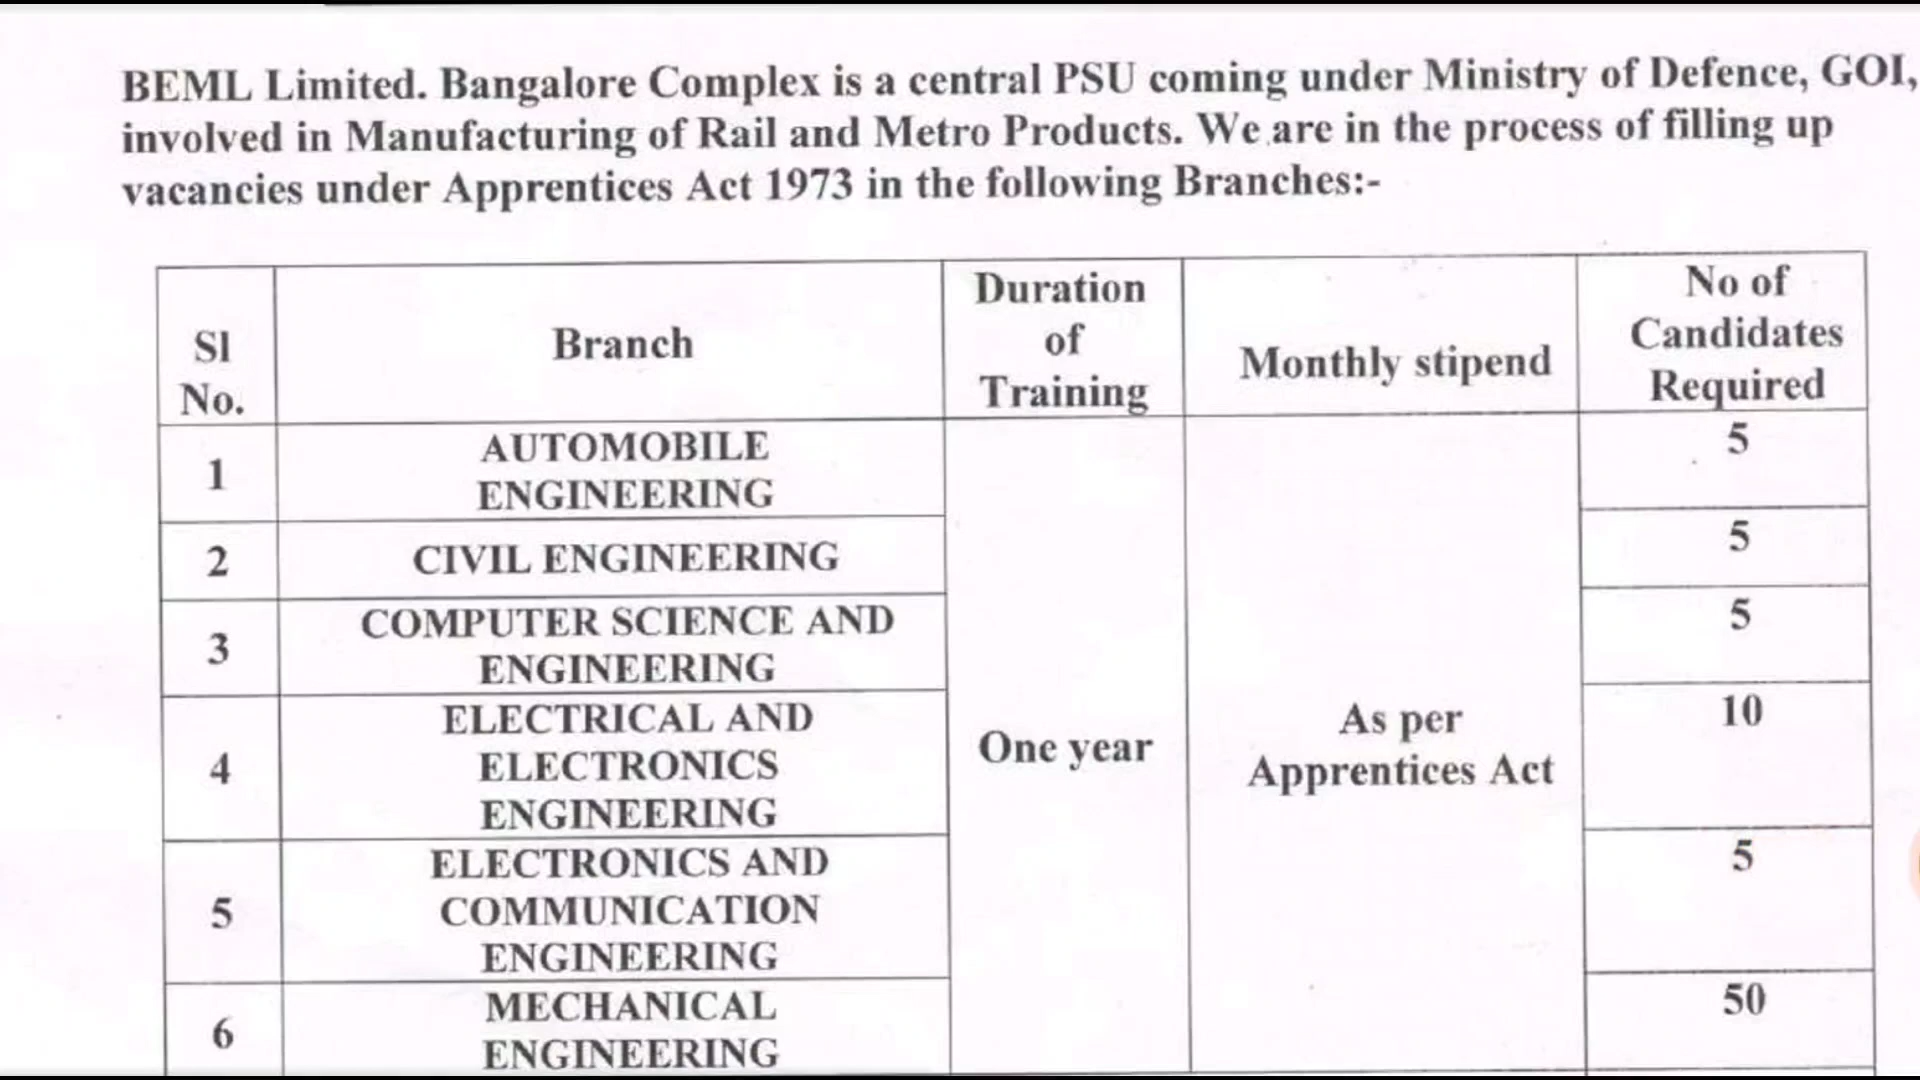 BEML Limited. Bangalore Complex is a central PSU coming under Ministry of Defence, GOI,
involved in Manufacturing of Rail and Metro Products. We are in the process of filling up
vacancies under Apprentices Act 1973 in the following Branches:-
Sl No.
Branch
Duration of Training
Monthly stipend
No of Candidates Required
1
AUTOMOBILE
ENGINEERING
5
2
CIVIL ENGINEERING
5
3
COMPUTER SCIENCE AND
ENGINEERING
5
4
ELECTRICAL AND
ELECTRONICS
ENGINEERING
10
One year
As per
Apprentices Act
5
ELECTRONICS AND
COMMUNICATION
ENGINEERING
5
6
MECHANICAL
ENGINEERING
50